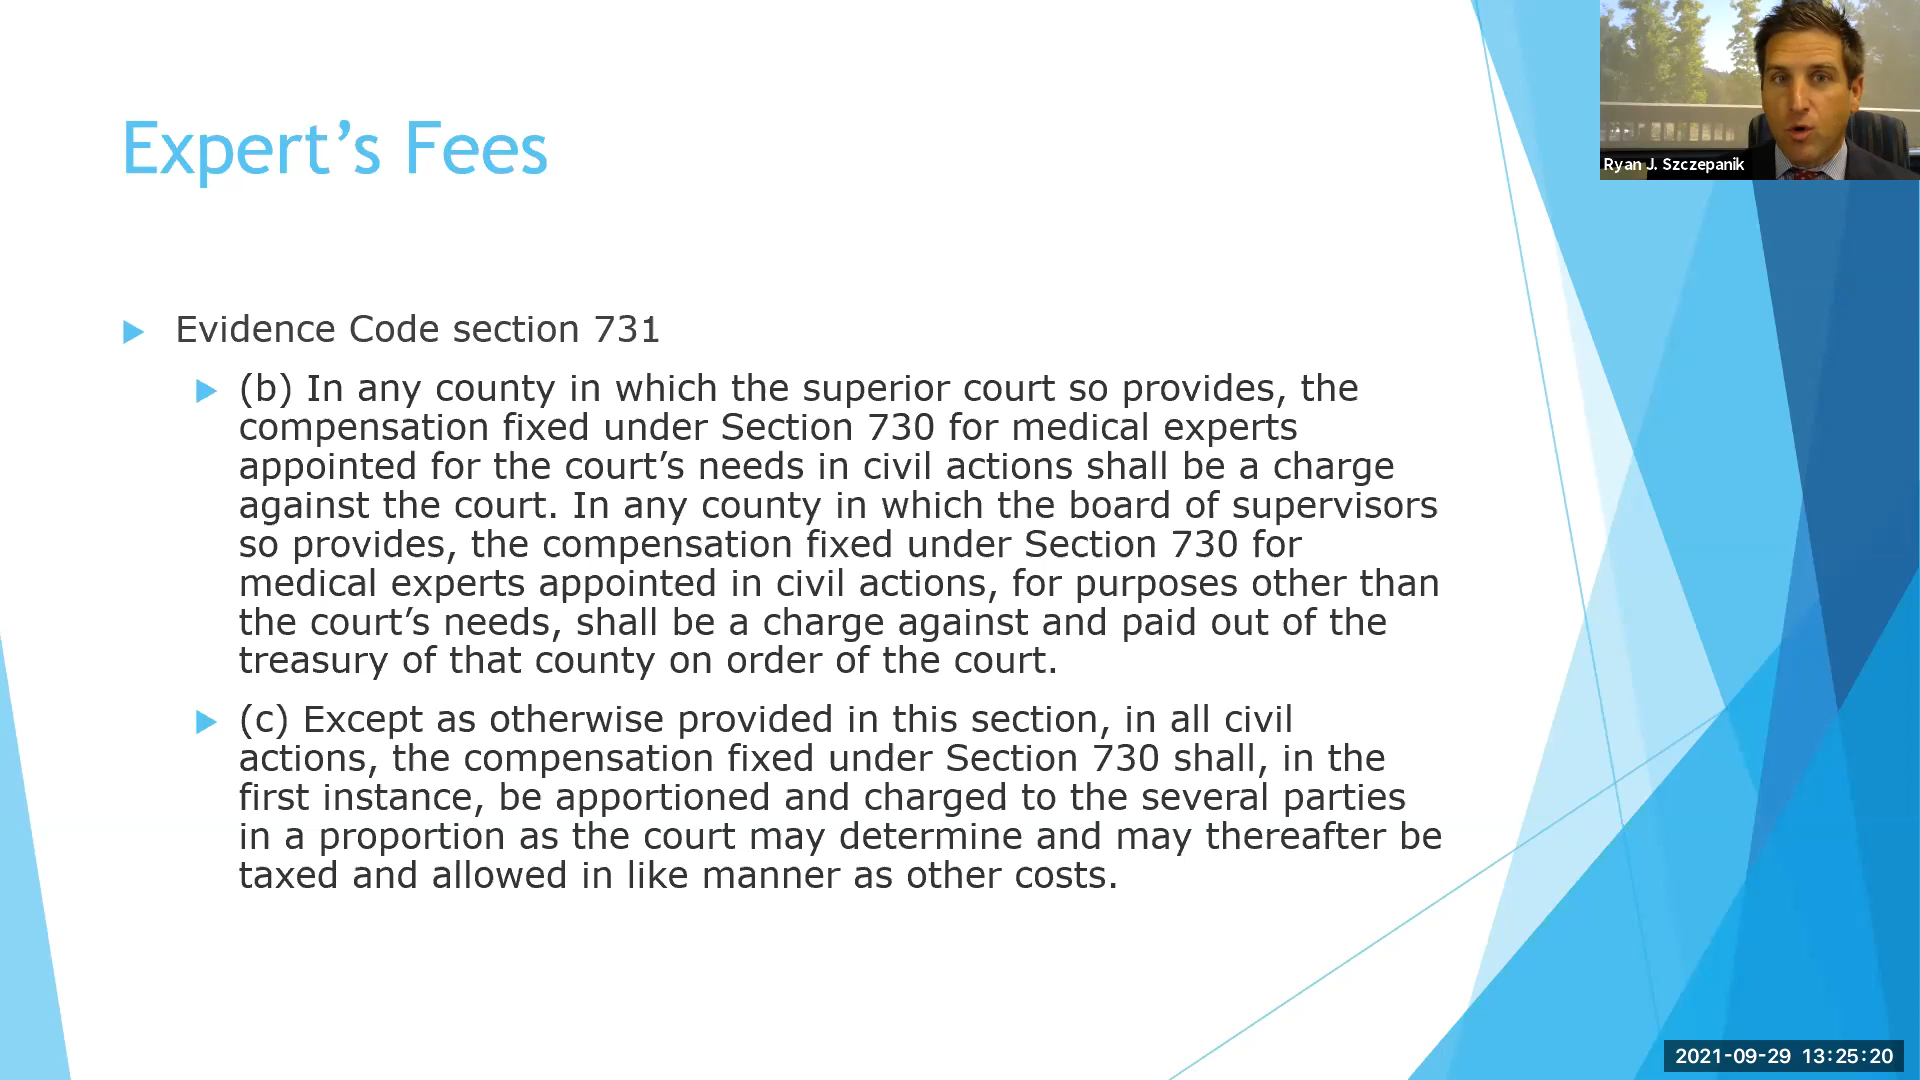 Expert’s Fees
Ryan J. Szczepanik
Evidence Code section 731
(b) In any county in which the superior court so provides, the
compensation fixed under Section 730 for medical experts
appointed for the court’s needs in civil actions shall be a charge
against the court. In any county in which the board of supervisors
so provides, the compensation fixed under Section 730 for
medical experts appointed in civil actions, for purposes other than
the court’s needs, shall be a charge against and paid out of the
treasury of that county on order of the court.
(c) Except as otherwise provided in this section, in all civil
actions, the compensation fixed under Section 730 shall, in the
first instance, be apportioned and charged to the several parties
in a proportion as the court may determine and may thereafter be
taxed and allowed in like manner as other costs.
2021-09-29 13:25:20